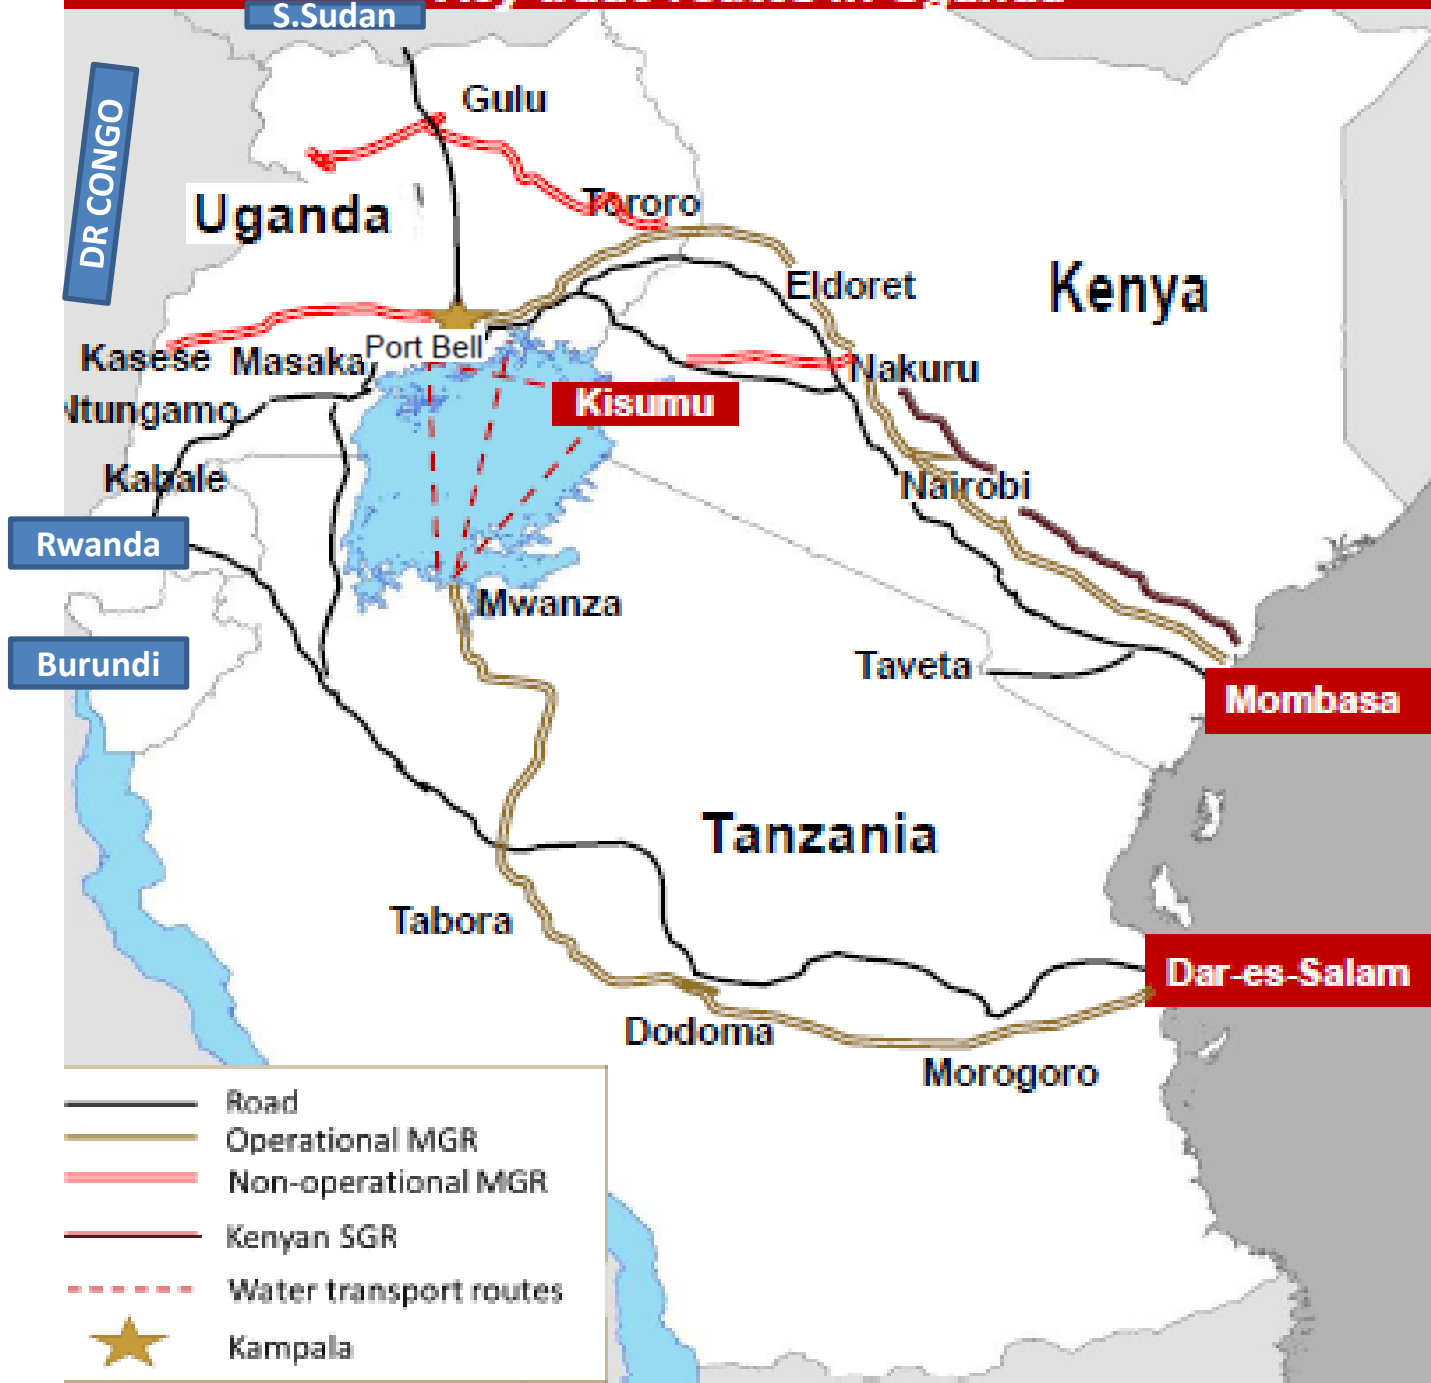 S.Sudan
Gulu
DR CONGO
Uganda
Tororo
Eldoret
Kenya
Port Bell
Kasese
Masaka
Nakuru
Kisumu
Ntungamo
Kabale
Nairobi
Rwanda
Mwanza
Burundi
Taveta
Mombasa
Tanzania
Tabora
Dar-es-Salam
Dodoma
Morogoro
Road
Operational MGR
Non-operational MGR
Kenyan SGR
Water transport routes
Kampala